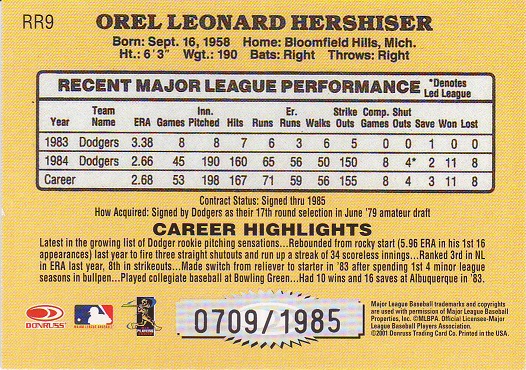 RR9
OREL LEONARD HERSHISER
Born: Sept. 16, 1958 Home: Bloomfield Hills, Mich.
Ht.: 6'3" Wgt.: 190 Bats: Right Throws: Right
RECENT MAJOR LEAGUE PERFORMANCE *Denotes Led League
Year Team Name ERA Games Inn. Pitched Hits Runs Er. Runs Walks Strike Outs Comp. Games Shut Outs Save Won Lost
1983 Dodgers 3.38 8 8 7 6 3 6 5 0 0 1 0 0
1984 Dodgers 2.66 45 190 160 65 56 50 150 8 4* 2 11 8
Career 2.68 53 198 167 71 59 56 155 8 4 3 11 8
Contract Status: Signed thru 1985
How Acquired: Signed by Dodgers as their 17th round selection in June '79 amateur draft
CAREER HIGHLIGHTS
Latest in the growing list of Dodger rookie pitching sensations...Rebounded from rocky start (5.96 ERA in his 1st 16
appearances) last year to fire three straight shutouts and run up a streak of 34 scoreless innings...Ranked 3rd in NL
in ERA last year, 8th in strikeouts...Made switch from reliever to starter in '83 after spending 1st 4 minor league
seasons in bullpen...Played collegiate baseball at Bowling Green...Had 10 wins and 16 saves at Albuquerque in '83.
DONRUSS
MAJOR LEAGUE BASEBALL
PLAYERS
0709/1985
Major League Baseball trademarks and copyrights
are used with permission of Major League Baseball
Properties, Inc. ©MLBPA. Official Licensee-Major
League Baseball Players Association.
©2001 Donruss Trading Card Co. Printed in the USA.